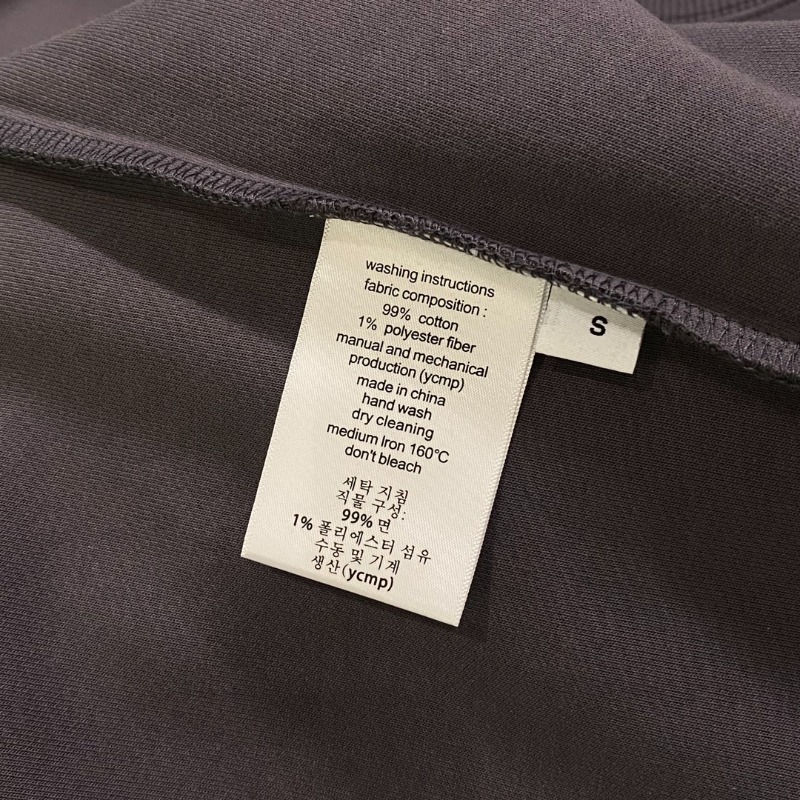 washing instructions
fabric composition :
99% cotton
1% polyester fiber
manual and mechanical
production (ycmp)
made in china
hand wash
dry cleaning
medium Iron 160°C
don't bleach
세탁 지침
직물 구성:
99% 면
1% 폴리에스터 섬유
수동 및 기계
생산(ycmp)
S